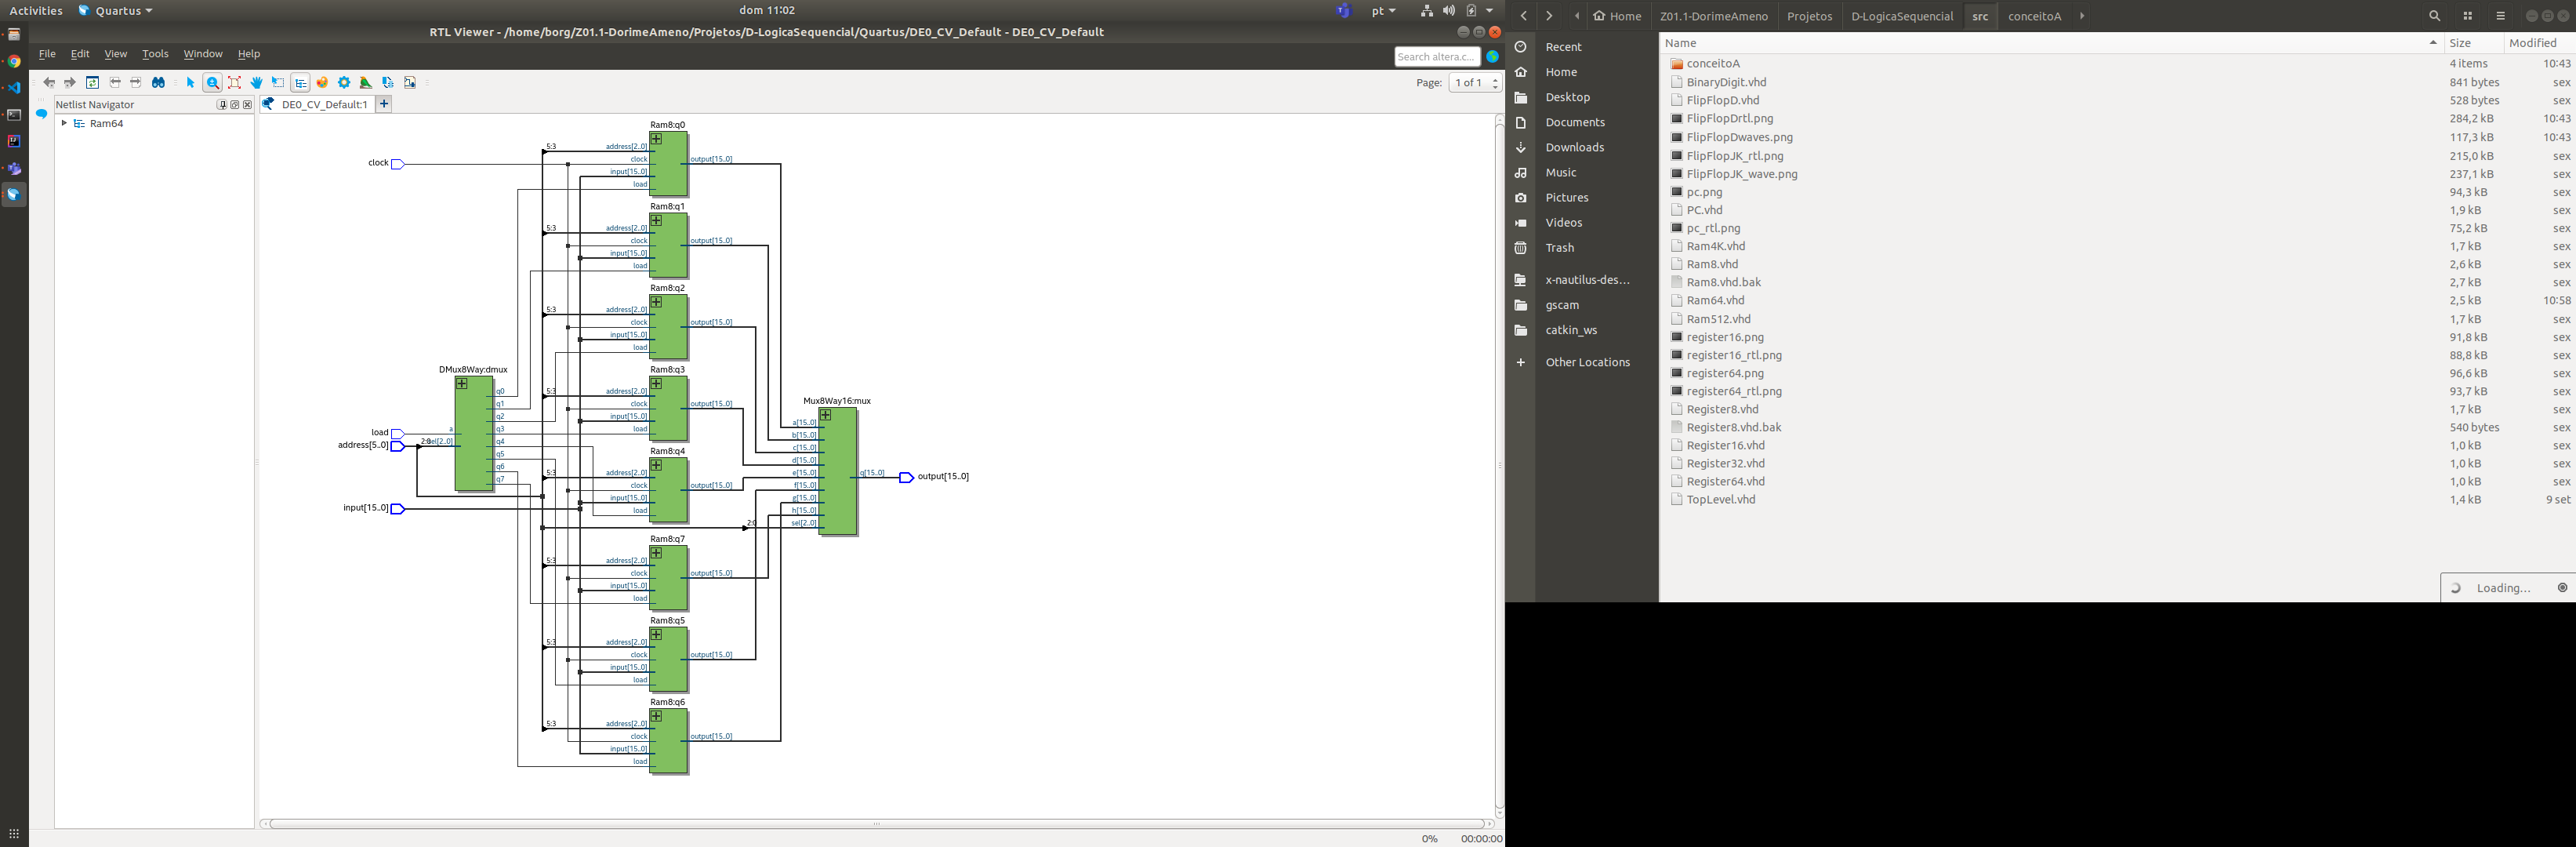 Activities
Quartus
dom 11:02
pt
RTL Viewer - /home/borg/Z01.1-DorimeAmeno/Projetos/D-LogicaSequencial/Quartus/DE0_CV_Default - DE0_CV_Default
File Edit View Tools Window Help
Search altera.c...
Page: 1 of 1
Netlist Navigator
Ram64
DE0_CV_Default:1
clock
load
address[5..0]
input[15..0]
DMux8Way:dmux
a
2:0
sel[2..0]
q0
q1
q2
q3
q4
q5
q6
q7
Ram8:q0
5:3
address[2..0]
clock
input[15..0]
load
output[15..0]
Ram8:q1
5:3
address[2..0]
clock
input[15..0]
load
output[15..0]
Ram8:q2
5:3
address[2..0]
clock
input[15..0]
load
output[15..0]
Ram8:q3
5:3
address[2..0]
clock
input[15..0]
load
output[15..0]
Ram8:q4
5:3
address[2..0]
clock
input[15..0]
load
output[15..0]
Ram8:q7
5:3
address[2..0]
clock
input[15..0]
load
output[15..0]
Ram8:q5
5:3
address[2..0]
clock
input[15..0]
load
output[15..0]
Ram8:q6
5:3
address[2..0]
clock
input[15..0]
load
output[15..0]
Mux8Way16:mux
a[15..0]
b[15..0]
c[15..0]
d[15..0]
e[15..0]
f[15..0]
g[15..0]
h[15..0]
2:0
sel[2..0]
q[15..0]
output[15..0]
0% 00:00:00
Home Z01.1-DorimeAmeno Projetos D-LogicaSequencial src conceitoA
Recent
Home
Desktop
Documents
Downloads
Music
Pictures
Videos
Trash
x-nautilus-des...
gscam
catkin_ws
Other Locations
Name Size Modified
conceitoA 4 items 10:43
BinaryDigit.vhd 841 bytes sex
FlipFlopD.vhd 528 bytes sex
FlipFlopDrtl.png 284,2 kB 10:43
FlipFlopDwaves.png 117,3 kB 10:43
FlipFlopJK_rtl.png 215,0 kB sex
FlipFlopJK_wave.png 237,1 kB sex
pc.png 94,3 kB sex
PC.vhd 1,9 kB sex
pc_rtl.png 75,2 kB sex
Ram4K.vhd 1,7 kB sex
Ram8.vhd 2,6 kB sex
Ram8.vhd.bak 2,7 kB sex
Ram64.vhd 2,5 kB 10:58
Ram512.vhd 1,7 kB sex
register16.png 91,8 kB sex
register16_rtl.png 88,8 kB sex
register64.png 96,6 kB sex
register64_rtl.png 93,7 kB sex
Register8.vhd 1,7 kB sex
Register8.vhd.bak 540 bytes sex
Register16.vhd 1,0 kB sex
Register32.vhd 1,0 kB sex
Register64.vhd 1,0 kB sex
TopLevel.vhd 1,4 kB 9 set
Loading...